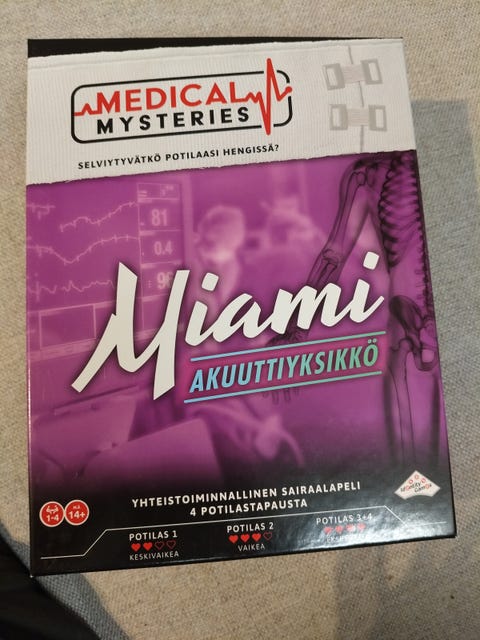 MEDICAL
MYSTERIES
SELVIYTYVÄTKÖ POTILAASI HENGISSÄ?
81
0.4
Miami
AKUUTTIYKSIKKÖ
YHTEISTOIMINNALLINEN SAIRAALAPELI
4 POTILASTAPAUSTA
1-4
14+
POTILAS 1
KESKIVAIKEA
POTILAS 2
VAIKEA
POTILAS 3+4